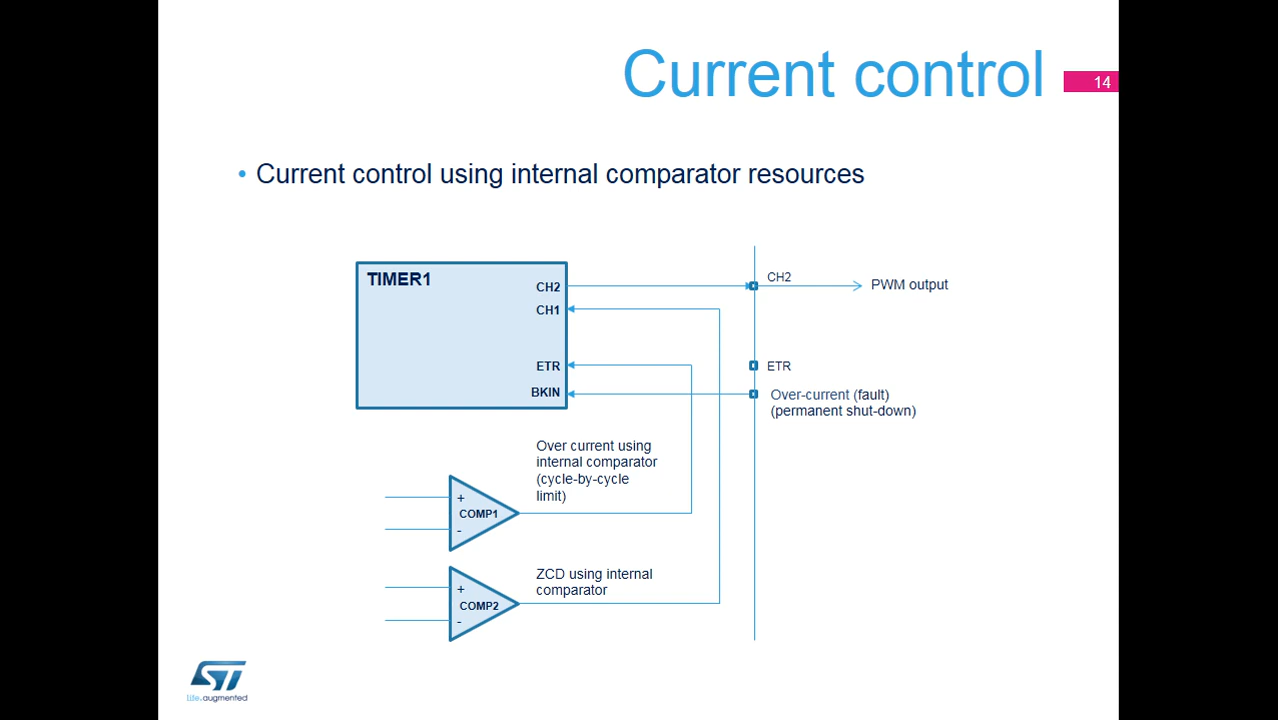 Current control
14
• Current control using internal comparator resources
TIMER1
CH2
CH1
ETR
BKIN
CH2
PWM output
ETR
Over-current (fault)
(permanent shut-down)
Over current using
internal comparator
(cycle-by-cycle
limit)
+
COMP1
-
ZCD using internal
comparator
+
COMP2
-
ST
life.augmented